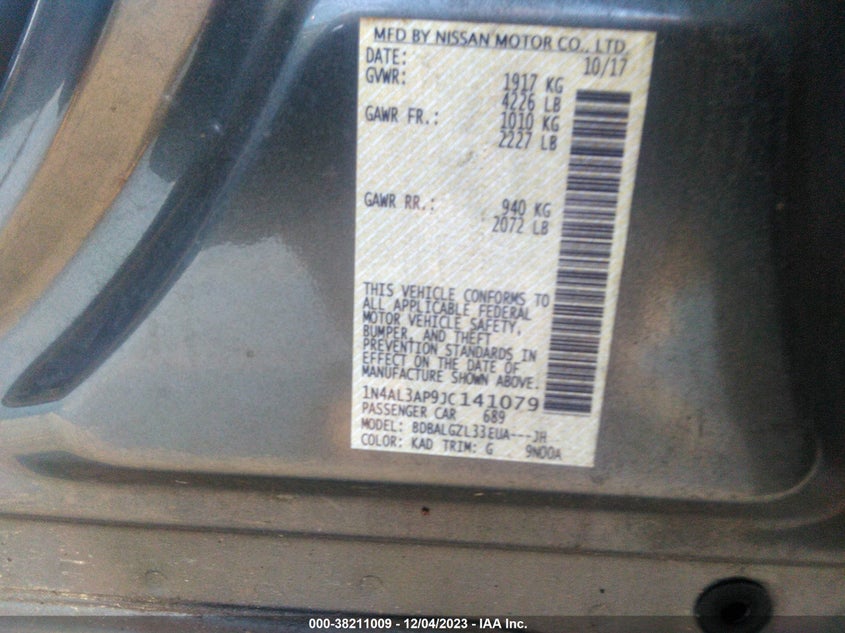 MFD BY NISSAN MOTOR CO., LTD.
DATE: 10/17
GVWR: 1917 KG
4226 LB
GAWR FR.: 1010 KG
2227 LB
GAWR RR.: 940 KG
2072 LB
THIS VEHICLE CONFORMS TO
ALL APPLICABLE FEDERAL
MOTOR VEHICLE SAFETY,
BUMPER, AND THEFT
PREVENTION STANDARDS IN
EFFECT ON THE DATE OF
MANUFACTURE SHOWN ABOVE.
1N4AL3AP9JC141079
PASSENGER CAR 689
MODEL: BDBALGZL33EUA---JH
COLOR: KAD TRIM: G 9N00A
000-38211009 - 12/04/2023 - IAA Inc.